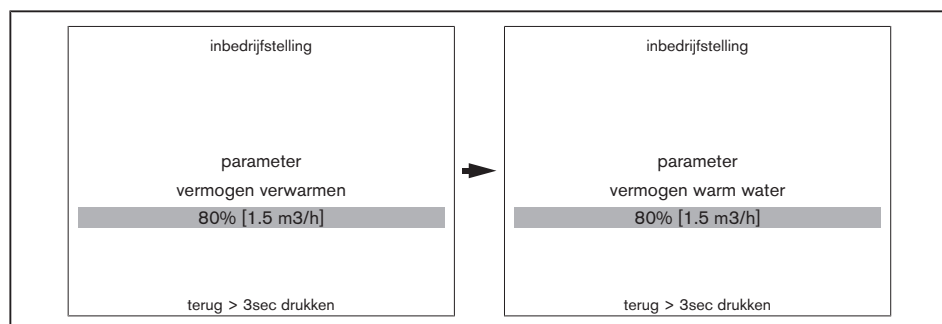 inbedrijfstelling
parameter
vermogen verwarmen
80% [1.5 m3/h]
terug > 3sec drukken
inbedrijfstelling
parameter
vermogen warm water
80% [1.5 m3/h]
terug > 3sec drukken